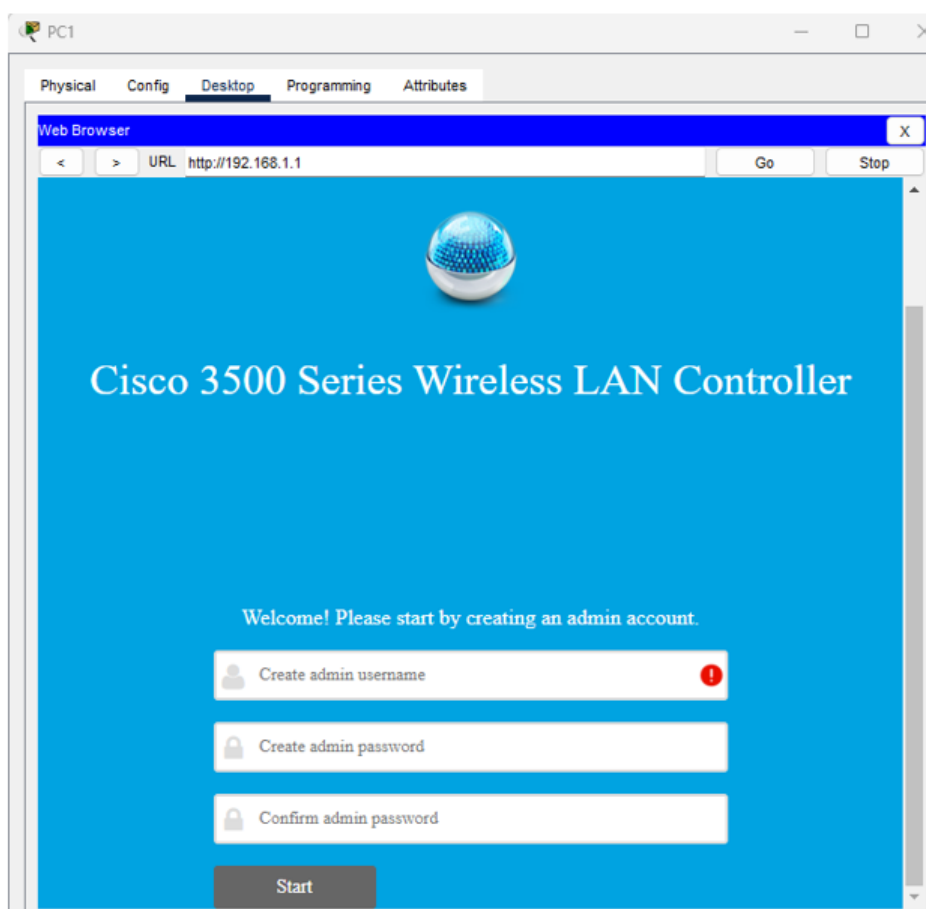 PC1
Physical Config Desktop Programming Attributes
Web Browser X
< > URL http://192.168.1.1 Go Stop
Cisco 3500 Series Wireless LAN Controller
Welcome! Please start by creating an admin account.
Create admin username
Create admin password
Confirm admin password
Start